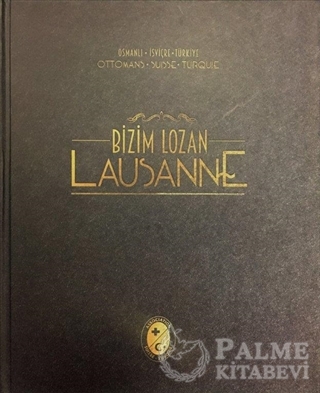 OSMANLI • İSVİÇRE • TÜRKİYE
OTTOMANS • SUISSE • TURQUIE
BİZİM LOZAN
LAUSANNE
PALME
KİTABEVİ